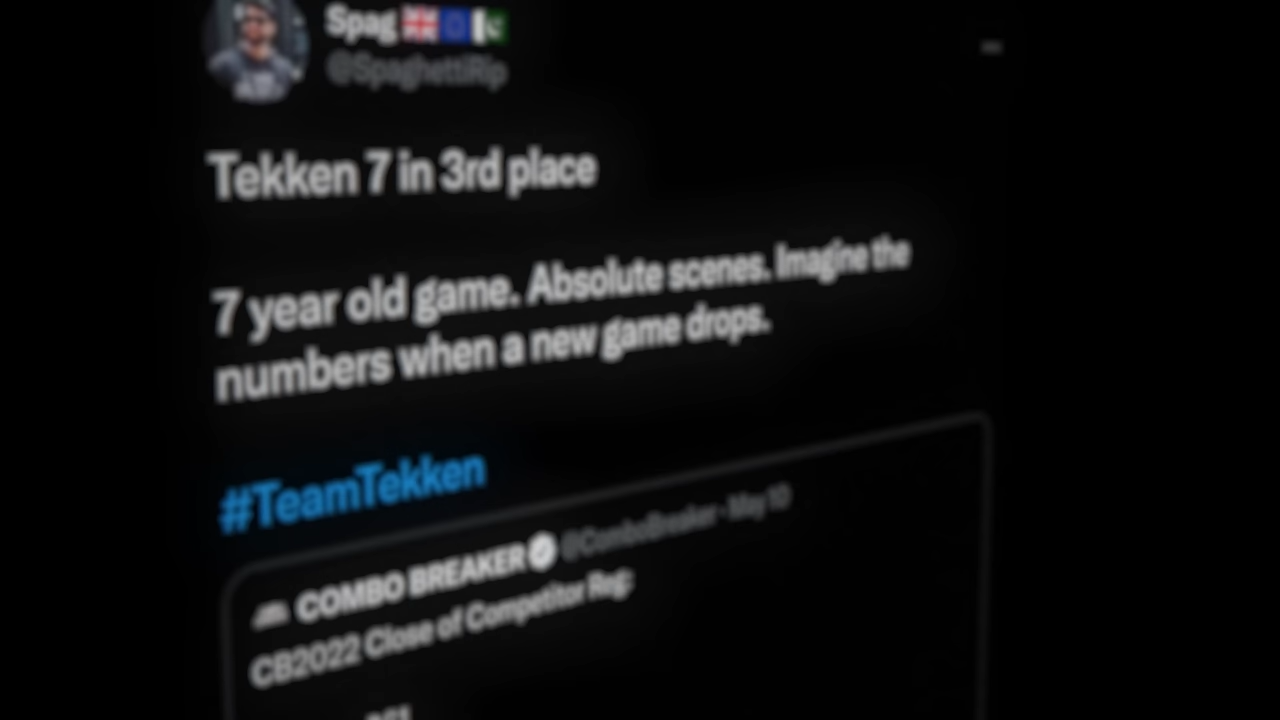 Spag
@SpaghettiRip
Tekken 7 in 3rd place
7 year old game. Absolute scenes. Imagine the
numbers when a new game drops.
#TeamTekken
COMBO BREAKER @ComboBreaker · May 10
CB2022 Close of Competitor Reg: